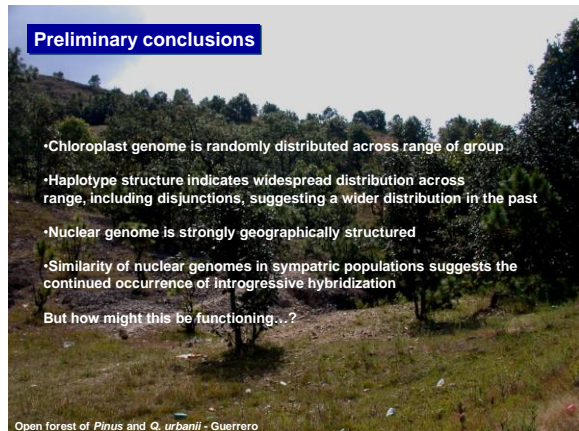 Preliminary conclusions
•Chloroplast genome is randomly distributed across range of group
•Haplotype structure indicates widespread distribution across
range, including disjunctions, suggesting a wider distribution in the past
•Nuclear genome is strongly geographically structured
•Similarity of nuclear genomes in sympatric populations suggests the
continued occurrence of introgressive hybridization
But how might this be functioning…?
Open forest of Pinus and Q. urbanii - Guerrero